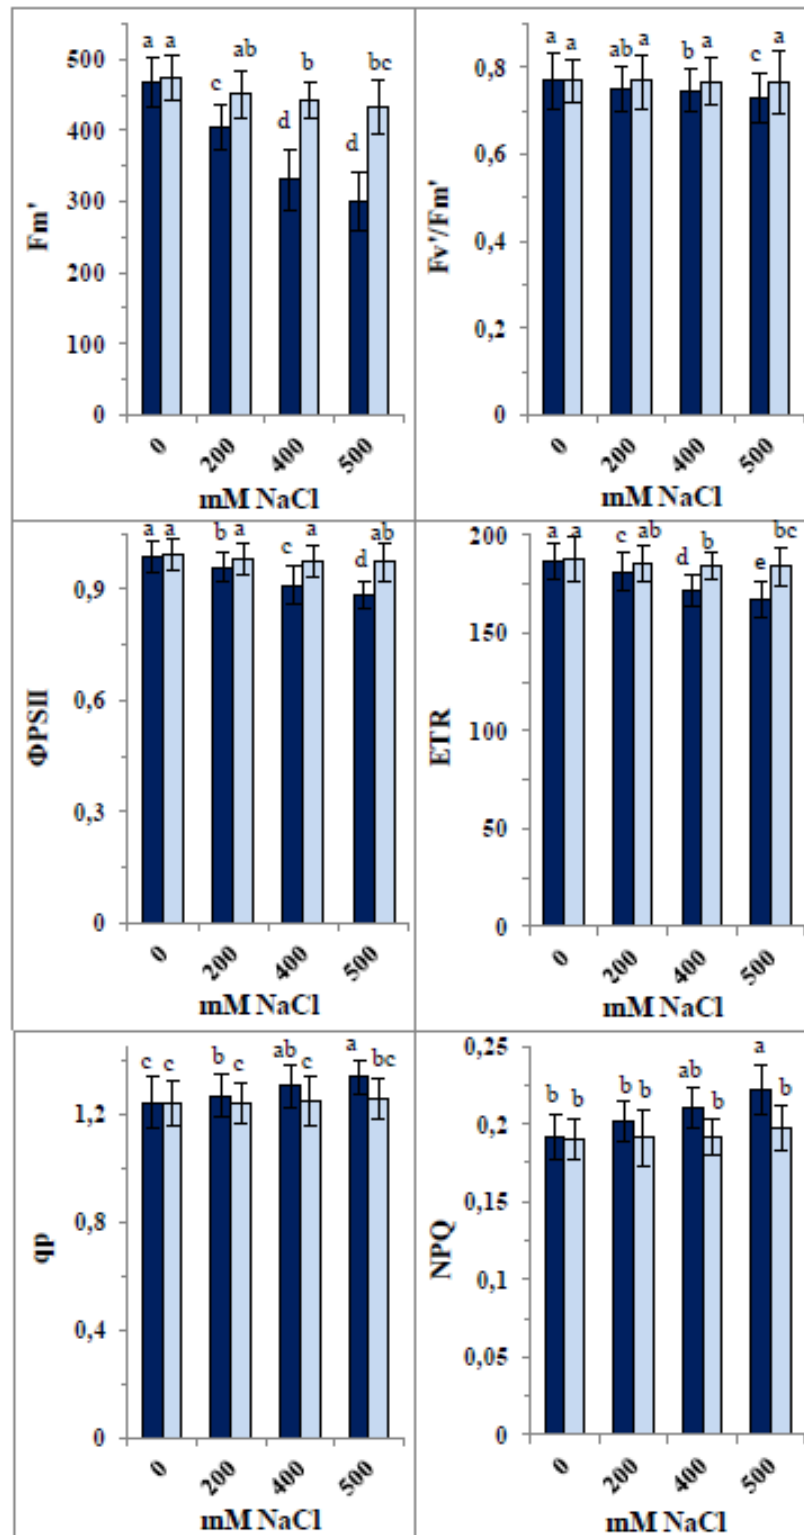 a a c ab d b d bc
500
400
300
200
100
0
Fm'
0 200 400 500
mM NaCl
a a ab a b a c a
0,8
0,6
0,4
0,2
0
Fv'/Fm'
0 200 400 500
mM NaCl
a a b a c a d ab
0,9
0,6
0,3
0
ΦPSII
0 200 400 500
mM NaCl
a a c ab d b e bc
200
150
100
50
0
ETR
0 200 400 500
mM NaCl
c c b c ab c a bc
1,2
0,8
0,4
0
qp
0 200 400 500
mM NaCl
b b b b ab b a b
0,25
0,2
0,15
0,1
0,05
0
NPQ
0 200 400 500
mM NaCl